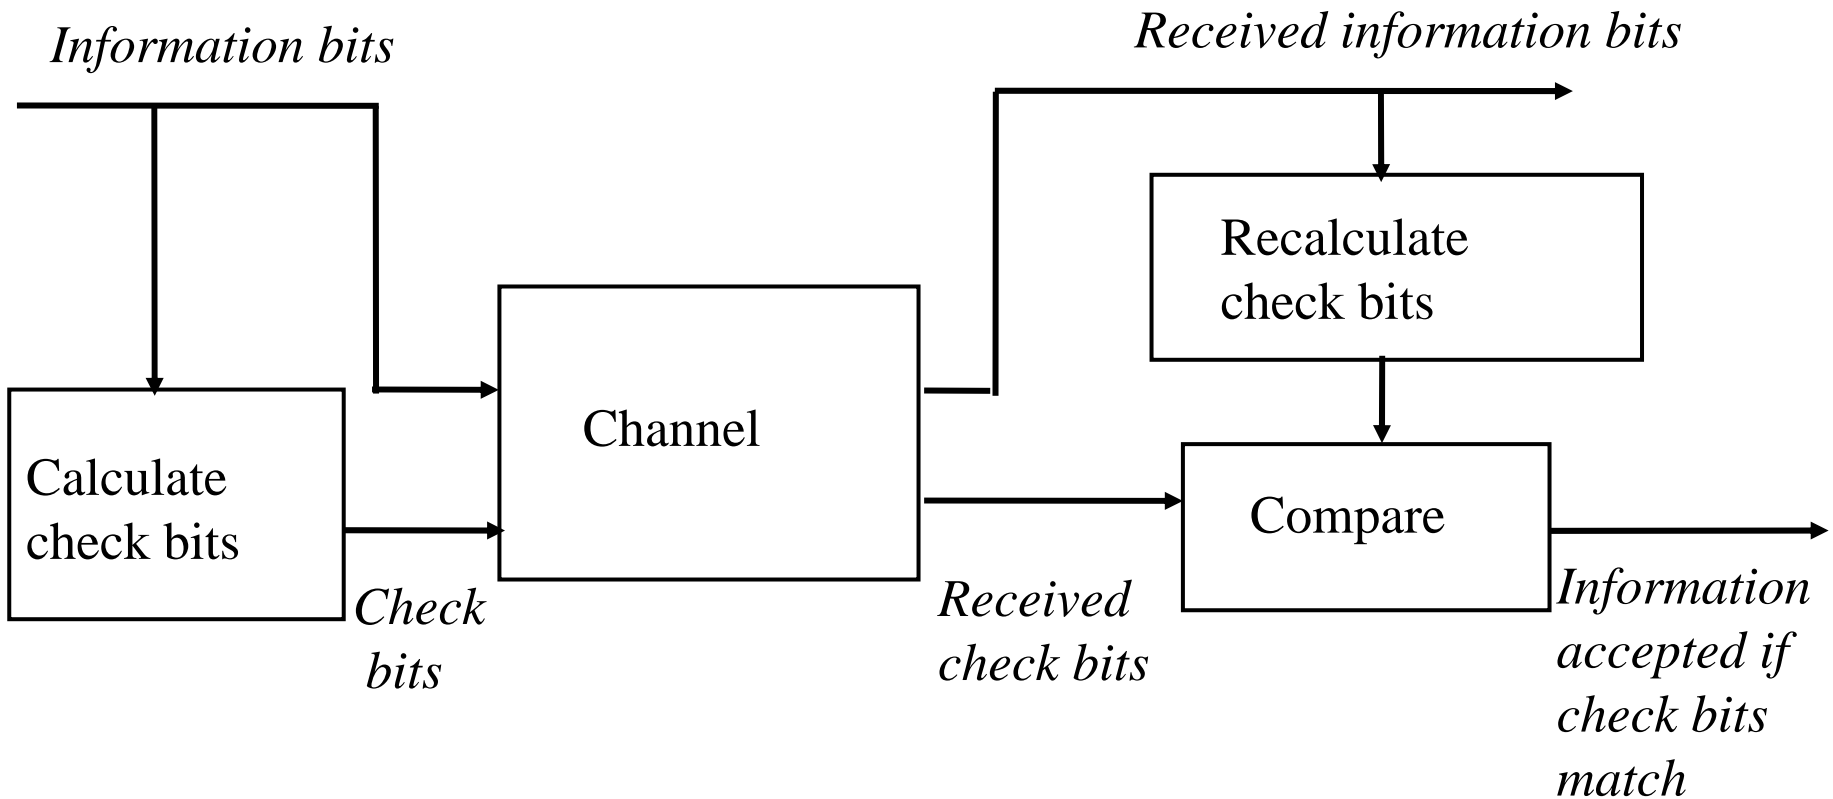 Information bits
Received information bits
Recalculate
check bits
Channel
Calculate
check bits
Compare
Check
bits
Received
check bits
Information
accepted if
check bits
match